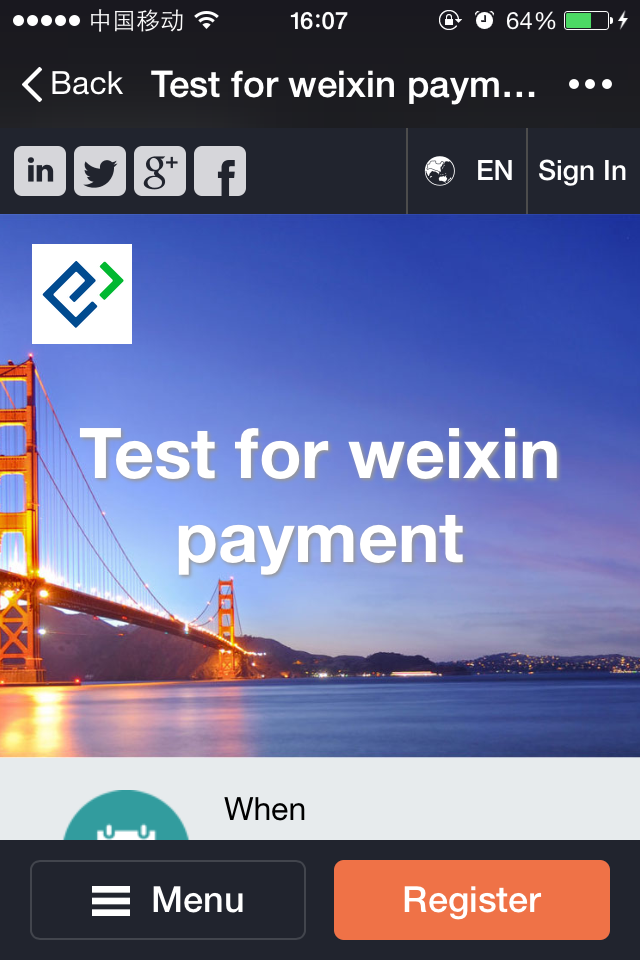 中国移动 16:07 64%
Back Test for weixin paym...
in g+ f EN Sign In
Test for weixin
payment
When
Menu Register